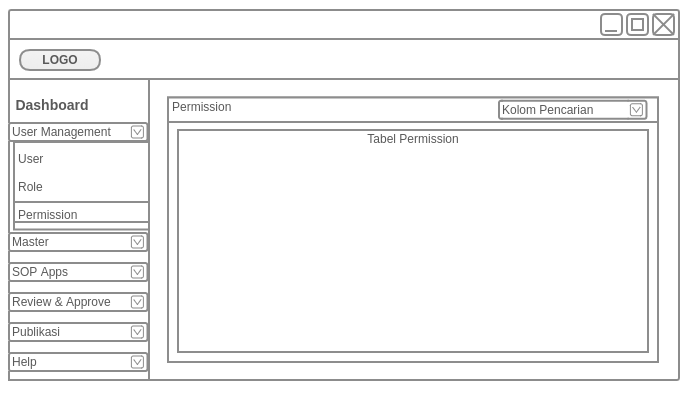 LOGO
Dashboard
User Management
User
Role
Permission
Master
SOP Apps
Review & Approve
Publikasi
Help
Permission
Kolom Pencarian
Tabel Permission